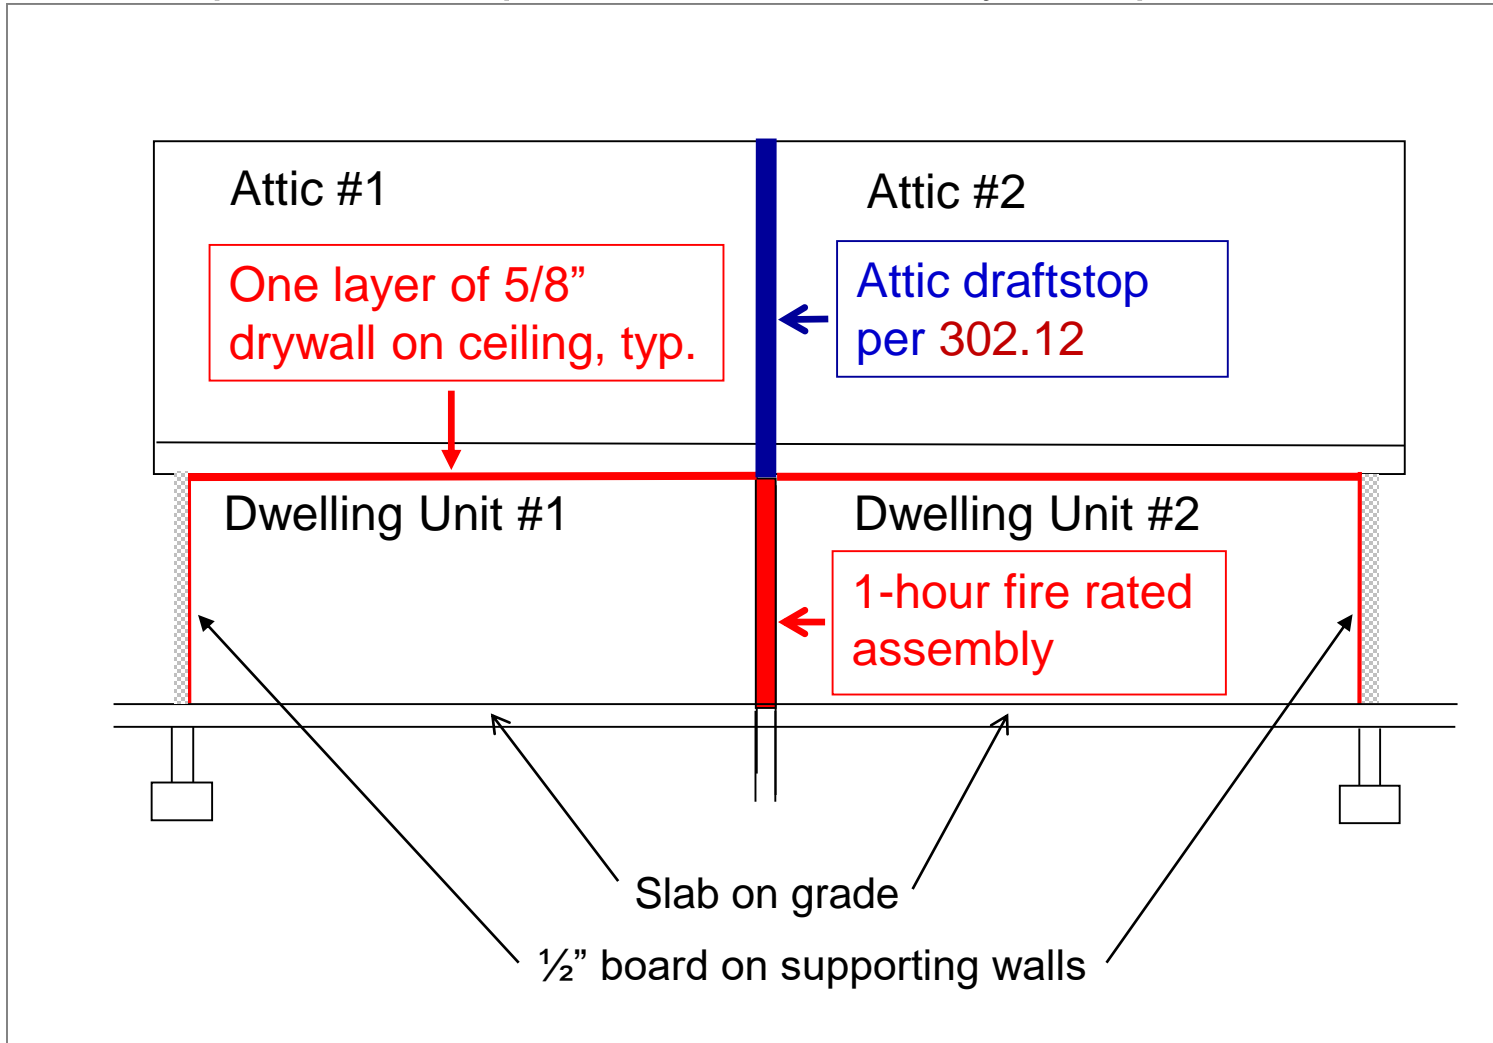 Attic #1
Attic #2
One layer of 5/8”
drywall on ceiling, typ.
Attic draftstop
per 302.12
Dwelling Unit #1
Dwelling Unit #2
1-hour fire rated
assembly
Slab on grade
½” board on supporting walls